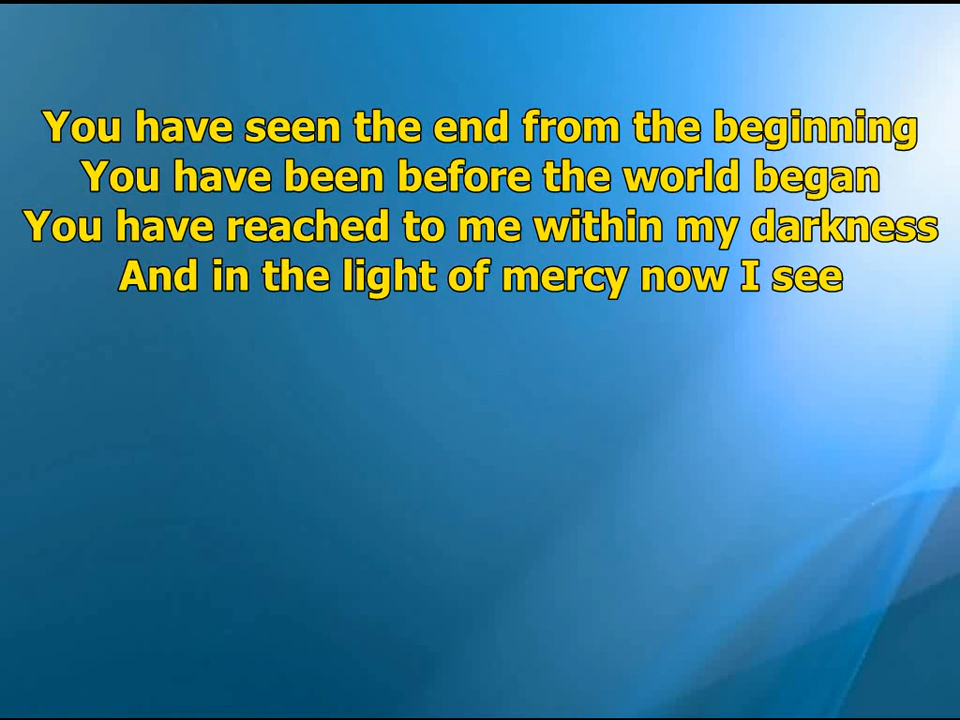 You have seen the end from the beginning
You have been before the world began
You have reached to me within my darkness
And in the light of mercy now I see